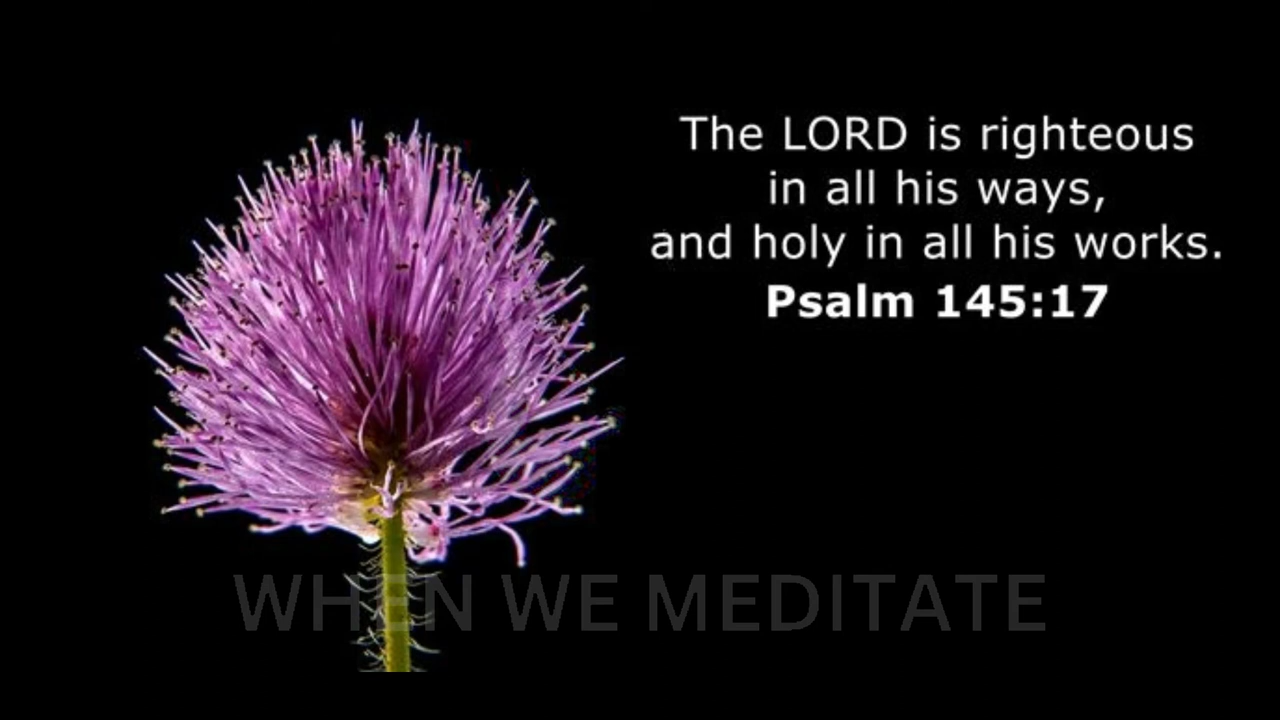 The LORD is righteous
in all his ways,
and holy in all his works.
Psalm 145:17
WHEN WE MEDITATE